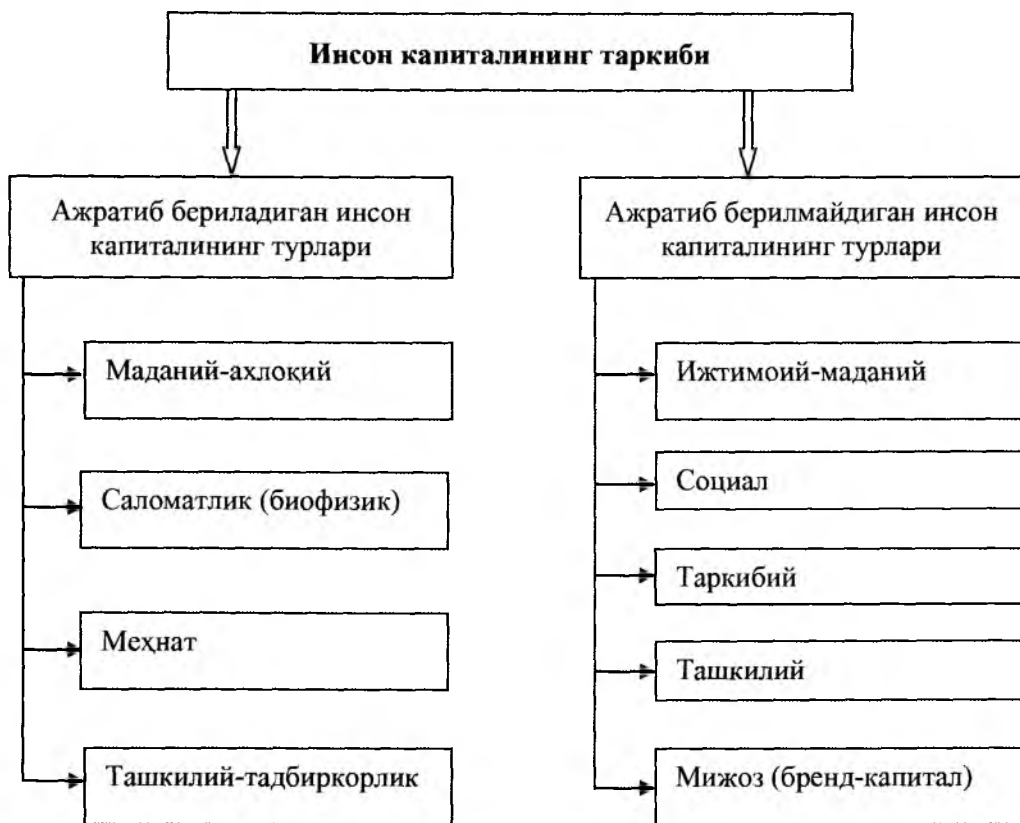 Инсон капиталининг таркиби
Ажратиб бериладиган инсон
капиталининг турлари
Маданий-ахлоқий
Саломатлик (биофизик)
Меҳнат
Ташкилий-тадбиркорлик
Ажратиб берилмайдиган инсон
капиталининг турлари
Ижтимоий-маданий
Социал
Таркибий
Ташкилий
Мижоз (бренд-капитал)